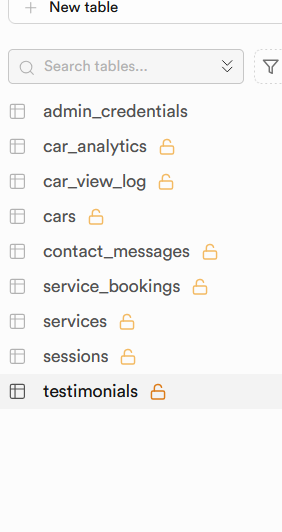 New table
Search tables...
admin_credentials
car_analytics
car_view_log
cars
contact_messages
service_bookings
services
sessions
testimonials